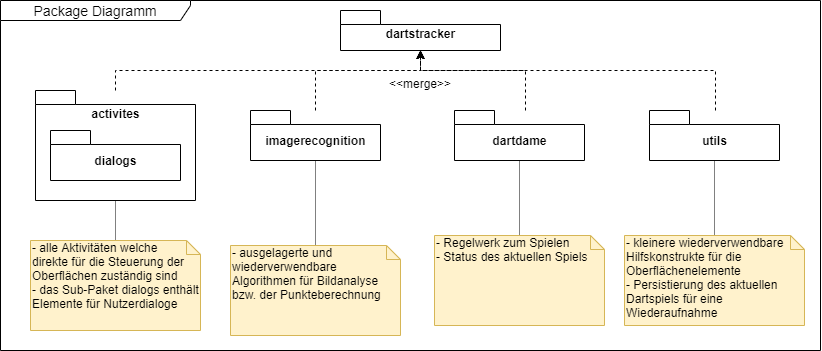 Package Diagramm
dartstracker
<<merge>>
activites
dialogs
imagerecognition
dartdame
utils
- alle Aktivitäten welche
direkte für die Steuerung der
Oberflächen zuständig sind
- das Sub-Paket dialogs enthält
Elemente für Nutzerdialoge
- ausgelagerte und
wiederverwendbare
Algorithmen für Bildanalyse
bzw. der Punkteberechnung
- Regelwerk zum Spielen
- Status des aktuellen Spiels
- kleinere wiederverwendbare
Hilfskonstrukte für die
Oberflächenelemente
- Persistierung des aktuellen
Dartspiels für eine
Wiederaufnahme